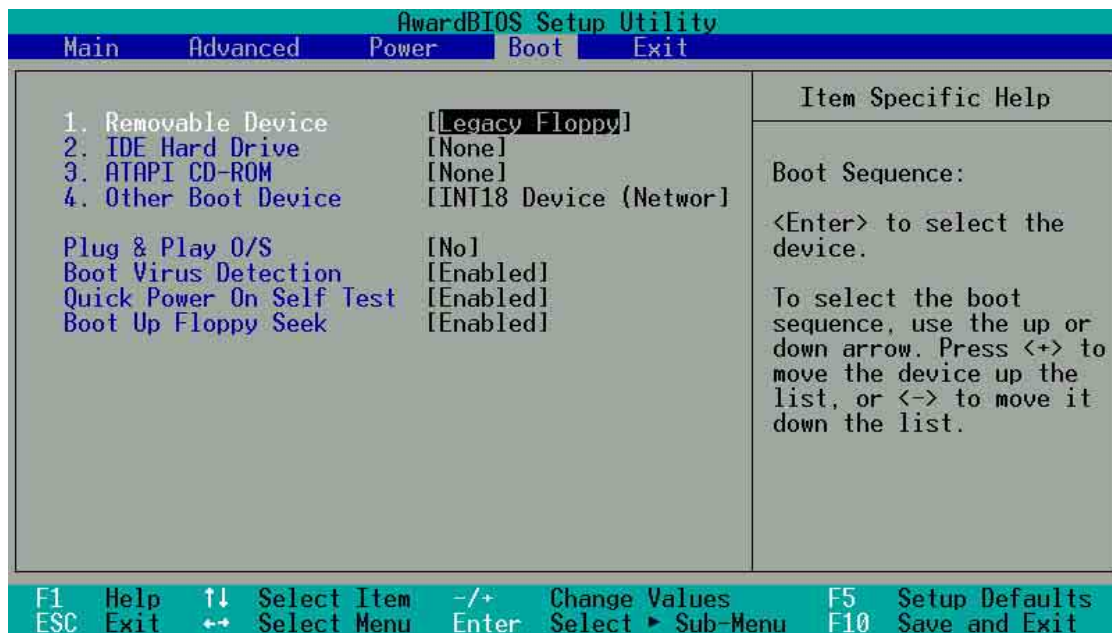 AwardBIOS Setup Utility
Main Advanced Power Boot Exit
1. Removable Device [Legacy Floppy]
2. IDE Hard Drive [None]
3. ATAPI CD-ROM [None]
4. Other Boot Device [INT18 Device (Networ]
Plug & Play O/S [No]
Boot Virus Detection [Enabled]
Quick Power On Self Test [Enabled]
Boot Up Floppy Seek [Enabled]
Item Specific Help
Boot Sequence:
<Enter> to select the
device.
To select the boot
sequence, use the up or
down arrow. Press <+> to
move the device up the
list, or <-> to move it
down the list.
F1 Help ↑↓ Select Item -/+ Change Values F5 Setup Defaults
ESC Exit ←→ Select Menu Enter Select ► Sub-Menu F10 Save and Exit